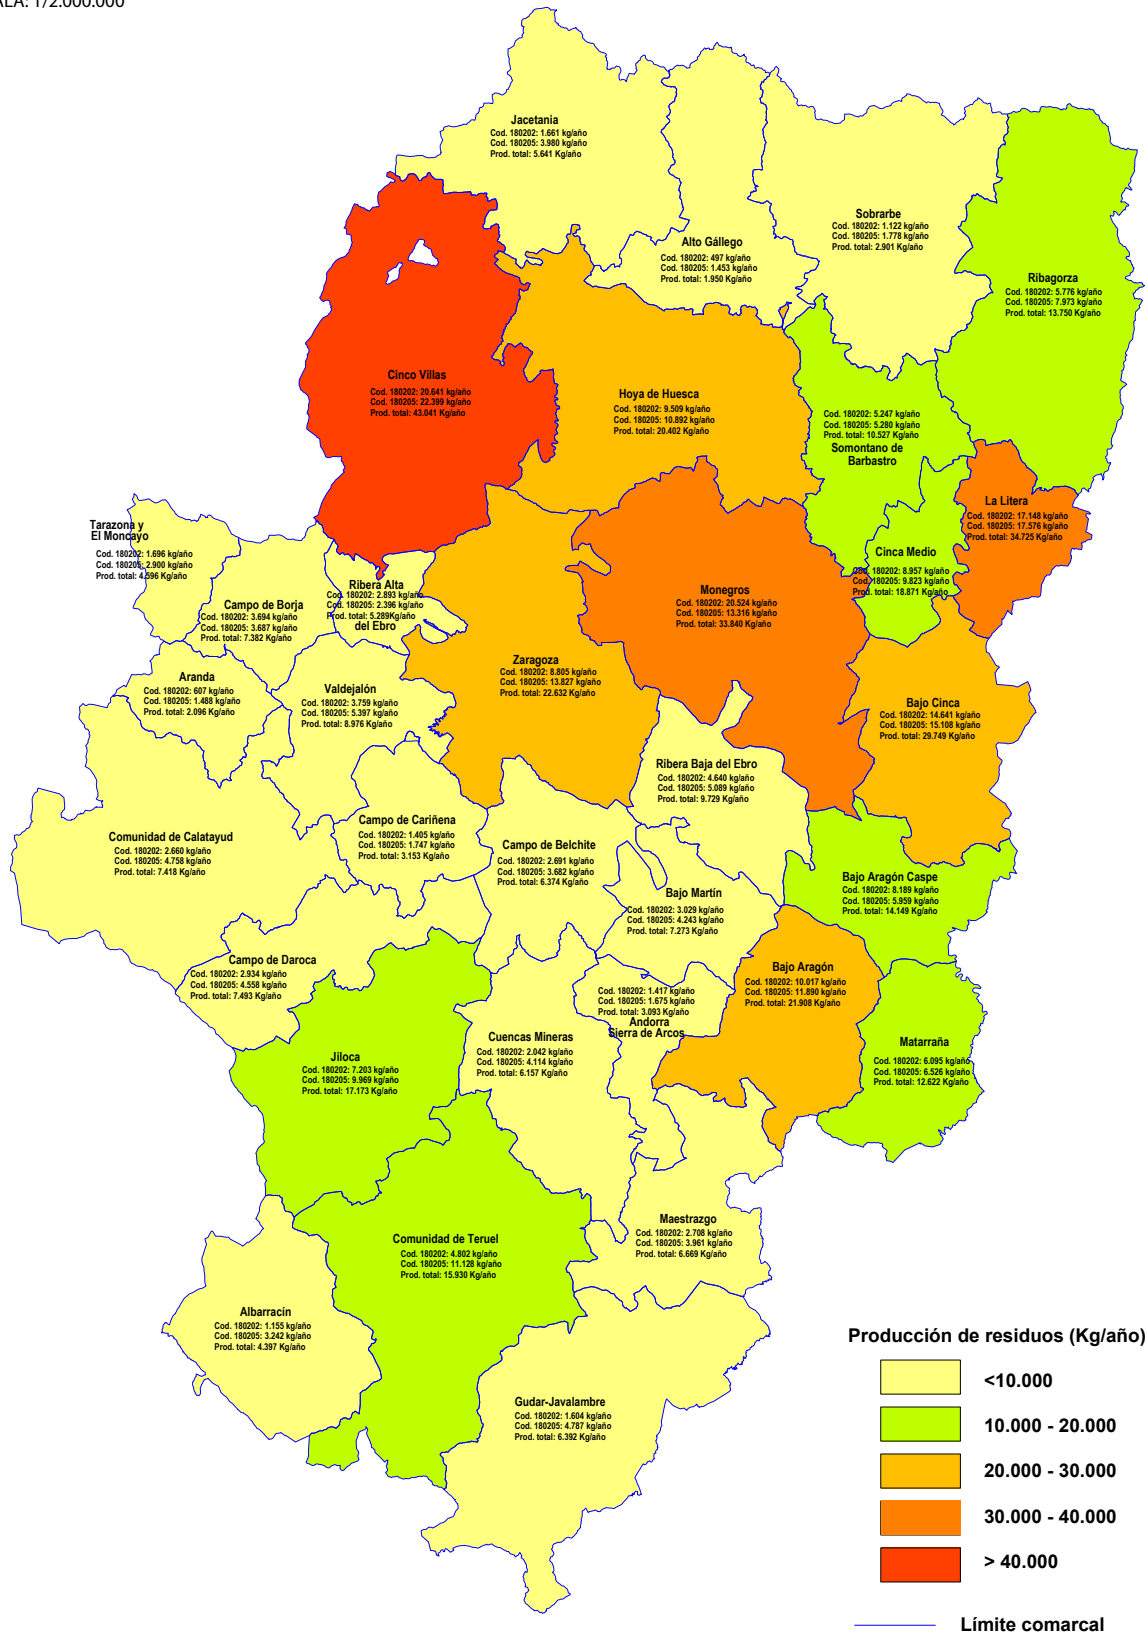 ALA: 1/2.000.000
Jacetania
Cod. 180202: 1.661 kg/año
Cod. 180205: 3.980 kg/año
Prod. total: 5.641 Kg/año
Sobrarbe
Cod. 180202: 1.122 kg/año
Cod. 180205: 1.778 kg/año
Prod. total: 2.901 Kg/año
Alto Gállego
Cod. 180202: 497 kg/año
Cod. 180205: 1.453 kg/año
Prod. total: 1.950 Kg/año
Ribagorza
Cod. 180202: 5.776 kg/año
Cod. 180205: 7.973 kg/año
Prod. total: 13.750 Kg/año
Cinco Villas
Cod. 180202: 20.641 kg/año
Cod. 180205: 22.399 kg/año
Prod. total: 43.041 Kg/año
Hoya de Huesca
Cod. 180202: 9.509 kg/año
Cod. 180205: 10.892 kg/año
Prod. total: 20.402 Kg/año
Cod. 180202: 5.247 kg/año
Cod. 180205: 5.280 kg/año
Prod. total: 10.527 Kg/año
Somontano de
Barbastro
La Litera
Cod. 180202: 17.148 kg/año
Cod. 180205: 17.576 kg/año
Prod. total: 34.725 Kg/año
Tarazona y
El Moncayo
Cod. 180202: 1.696 kg/año
Cod. 180205: 2.900 kg/año
Prod. total: 4.596 Kg/año
Cinca Medio
Cod. 180202: 8.957 kg/año
Cod. 180205: 9.823 kg/año
Prod. total: 18.871 Kg/año
Ribera Alta
Cod. 180202: 2.893 kg/año
Cod. 180205: 2.396 kg/año
Prod. total: 5.289Kg/año
del Ebro
Monegros
Cod. 180202: 20.524 kg/año
Cod. 180205: 13.316 kg/año
Prod. total: 33.840 Kg/año
Campo de Borja
Cod. 180202: 3.694 kg/año
Cod. 180205: 3.687 kg/año
Prod. total: 7.382 Kg/año
Zaragoza
Cod. 180202: 8.805 kg/año
Cod. 180205: 13.827 kg/año
Prod. total: 22.632 Kg/año
Aranda
Cod. 180202: 607 kg/año
Cod. 180205: 1.488 kg/año
Prod. total: 2.096 Kg/año
Valdejalón
Cod. 180202: 3.759 kg/año
Cod. 180205: 5.397 kg/año
Prod. total: 8.976 Kg/año
Bajo Cinca
Cod. 180202: 14.641 kg/año
Cod. 180205: 15.108 kg/año
Prod. total: 29.749 Kg/año
Ribera Baja del Ebro
Cod. 180202: 4.640 kg/año
Cod. 180205: 5.089 kg/año
Prod. total: 9.729 Kg/año
Comunidad de Calatayud
Cod. 180202: 2.660 kg/año
Cod. 180205: 4.758 kg/año
Prod. total: 7.418 Kg/año
Campo de Cariñena
Cod. 180202: 1.405 kg/año
Cod. 180205: 1.747 kg/año
Prod. total: 3.153 Kg/año
Campo de Belchite
Cod. 180202: 2.691 kg/año
Cod. 180205: 3.682 kg/año
Prod. total: 6.374 Kg/año
Bajo Aragón Caspe
Cod. 180202: 8.189 kg/año
Cod. 180205: 5.959 kg/año
Prod. total: 14.149 Kg/año
Bajo Martín
Cod. 180202: 3.029 kg/año
Cod. 180205: 4.243 kg/año
Prod. total: 7.273 Kg/año
Campo de Daroca
Cod. 180202: 2.934 kg/año
Cod. 180205: 4.558 kg/año
Prod. total: 7.493 Kg/año
Bajo Aragón
Cod. 180202: 10.017 kg/año
Cod. 180205: 11.890 kg/año
Prod. total: 21.908 Kg/año
Cod. 180202: 1.417 kg/año
Cod. 180205: 1.675 kg/año
Prod. total: 3.093 Kg/año
Andorra
Sierra de Arcos
Cuencas Mineras
Cod. 180202: 2.042 kg/año
Cod. 180205: 4.114 kg/año
Prod. total: 6.157 Kg/año
Matarraña
Cod. 180202: 6.095 kg/año
Cod. 180205: 6.526 kg/año
Prod. total: 12.622 Kg/año
Jiloca
Cod. 180202: 7.203 kg/año
Cod. 180205: 9.969 kg/año
Prod. total: 17.173 Kg/año
Maestrazgo
Cod. 180202: 2.708 kg/año
Cod. 180205: 3.961 kg/año
Prod. total: 6.669 Kg/año
Comunidad de Teruel
Cod. 180202: 4.802 kg/año
Cod. 180205: 11.128 kg/año
Prod. total: 15.930 Kg/año
Albarracín
Cod. 180202: 1.155 kg/año
Cod. 180205: 3.242 kg/año
Prod. total: 4.397 Kg/año
Gudar-Javalambre
Cod. 180202: 1.604 kg/año
Cod. 180205: 4.787 kg/año
Prod. total: 6.392 Kg/año
Producción de residuos (Kg/año)
<10.000
10.000 - 20.000
20.000 - 30.000
30.000 - 40.000
> 40.000
Límite comarcal